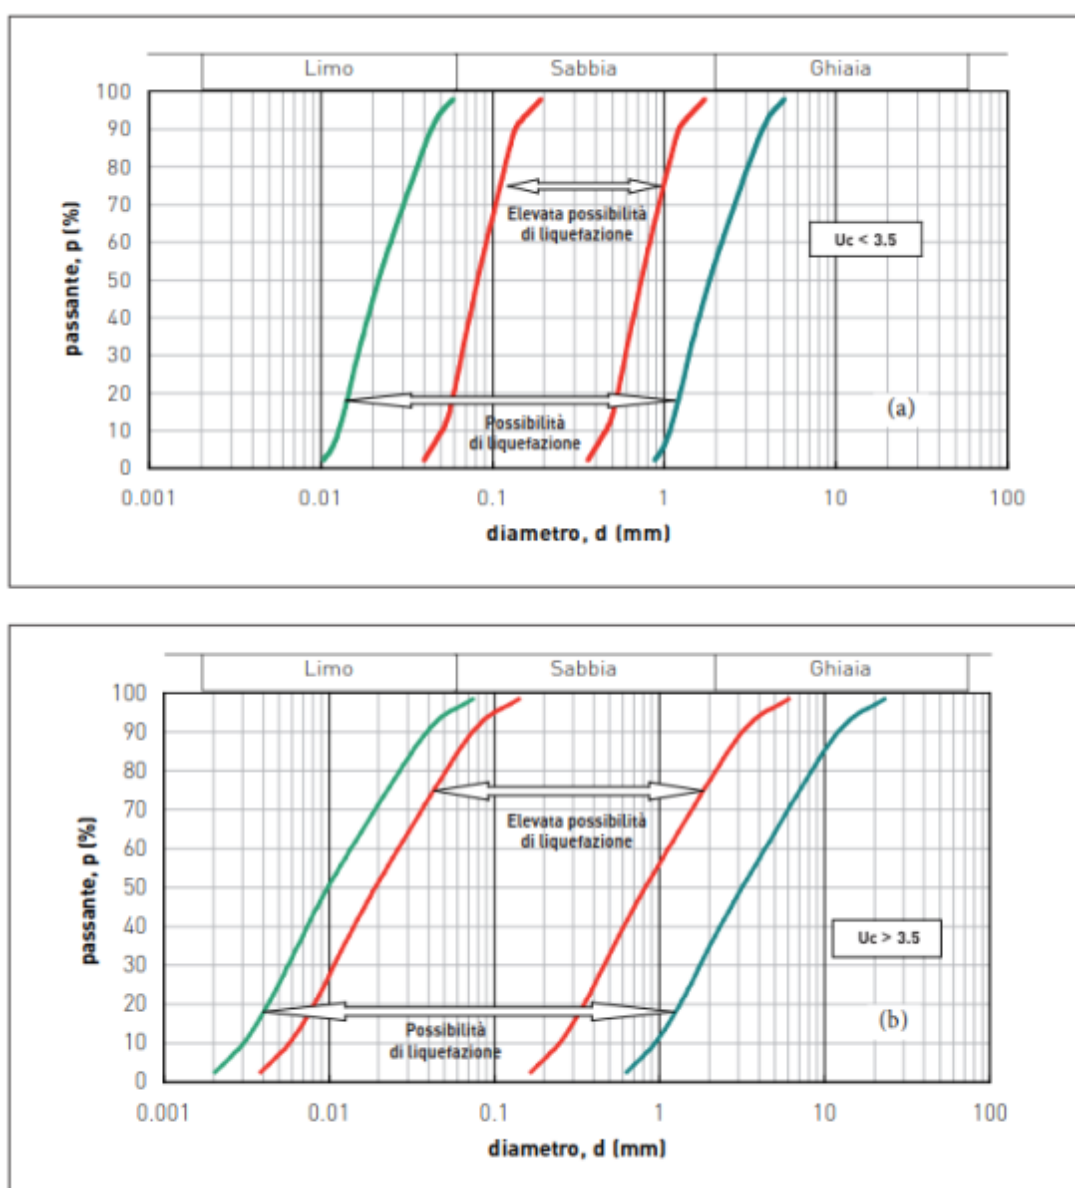 Limo Sabbia Ghiaia
100
90
80
70
60
50
40
30
20
10
0
passante, p (%)
Elevata possibilità
di liquefazione
Uc < 3.5
Possibilità
di liquefazione
(a)
0.001 0.01 0.1 1 10 100
diametro, d (mm)
Limo Sabbia Ghiaia
100
90
80
70
60
50
40
30
20
10
0
passante, p (%)
Elevata possibilità
di liquefazione
Uc > 3.5
Possibilità
di liquefazione
(b)
0.001 0.01 0.1 1 10 100
diametro, d (mm)